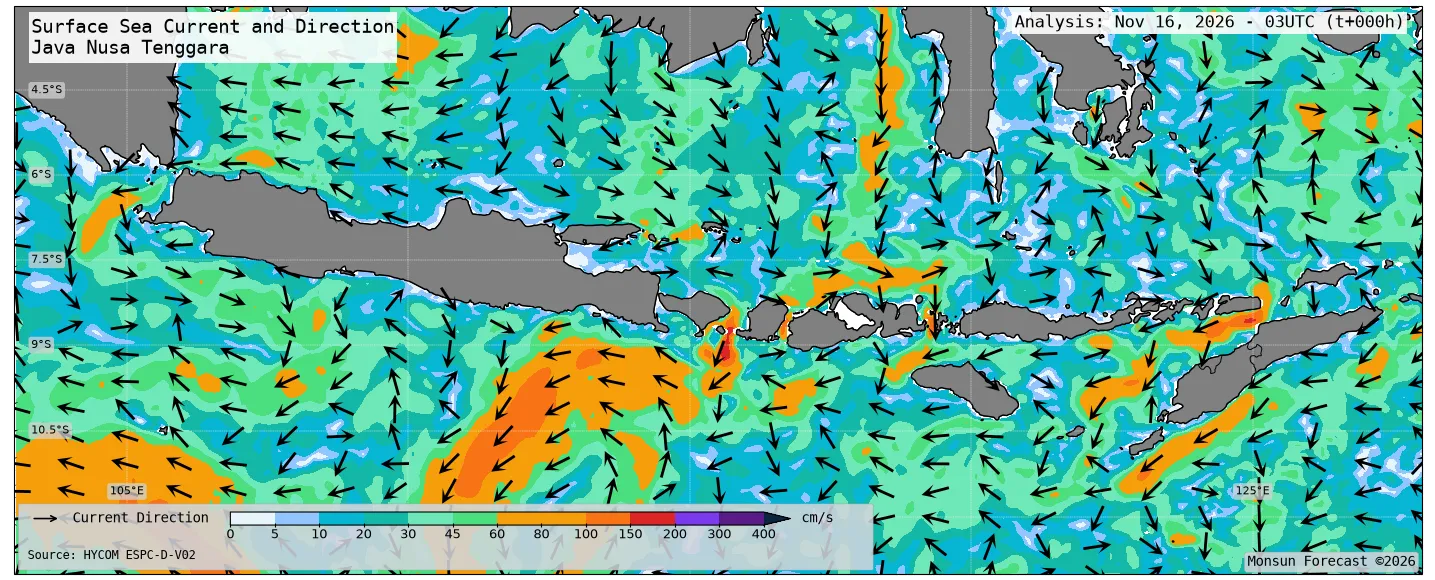 Surface Sea Current and Direction
Java Nusa Tenggara
Analysis: Nov 16, 2026 - 03UTC (t+000h)
4.5°S
6°S
7.5°S
9°S
10.5°S
105°E
125°E
Current Direction
0 5 10 20 30 45 60 80 100 150 200 300 400
cm/s
Source: HYCOM ESPC-D-V02
Monsun Forecast ©2026